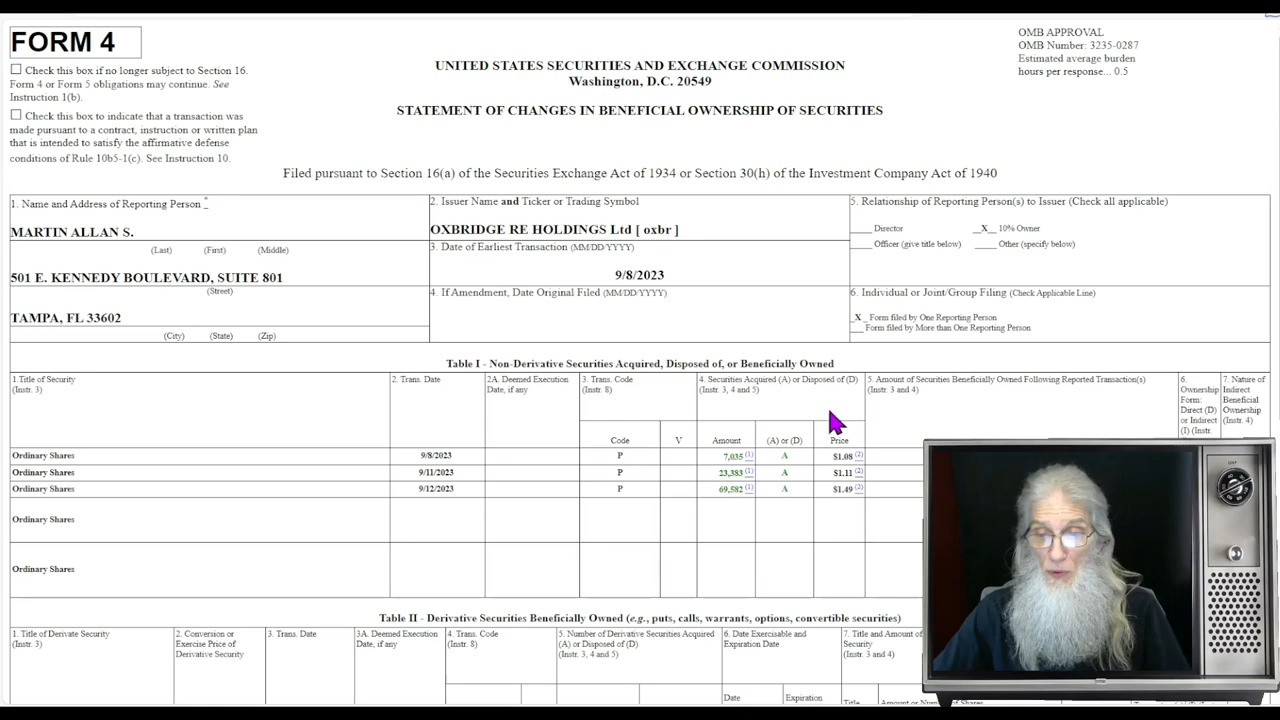 FORM 4
☐ Check this box if no longer subject to Section 16.
Form 4 or Form 5 obligations may continue. See
Instruction 1(b).
☐ Check this box to indicate that a transaction was
made pursuant to a contract, instruction or written plan
that is intended to satisfy the affirmative defense
conditions of Rule 10b5-1(c). See Instruction 10.
UNITED STATES SECURITIES AND EXCHANGE COMMISSION
Washington, D.C. 20549
STATEMENT OF CHANGES IN BENEFICIAL OWNERSHIP OF SECURITIES
OMB APPROVAL
OMB Number: 3235-0287
Estimated average burden
hours per response... 0.5
Filed pursuant to Section 16(a) of the Securities Exchange Act of 1934 or Section 30(h) of the Investment Company Act of 1940
1. Name and Address of Reporting Person *
MARTIN ALLAN S.
(Last) (First) (Middle)
501 E. KENNEDY BOULEVARD, SUITE 801
(Street)
TAMPA, FL 33602
(City) (State) (Zip)
2. Issuer Name and Ticker or Trading Symbol
OXBRIDGE RE HOLDINGS Ltd [ oxbr ]
3. Date of Earliest Transaction (MM/DD/YYYY)
9/8/2023
4. If Amendment, Date Original Filed (MM/DD/YYYY)
5. Relationship of Reporting Person(s) to Issuer (Check all applicable)
_____ Director __X__ 10% Owner
_____ Officer (give title below) _____ Other (specify below)
6. Individual or Joint/Group Filing (Check Applicable Line)
_X_ Form filed by One Reporting Person
___ Form filed by More than One Reporting Person
Table I - Non-Derivative Securities Acquired, Disposed of, or Beneficially Owned
1.Title of Security
(Instr. 3)
2. Trans. Date
2A. Deemed Execution
Date, if any
3. Trans. Code
(Instr. 8)
4. Securities Acquired (A) or Disposed of (D)
(Instr. 3, 4 and 5)
5. Amount of Securities Beneficially Owned Following Reported Transaction(s)
(Instr. 3 and 4)
6.
Ownership
Form:
Direct (D)
or Indirect
(I) (Instr.
7. Nature of
Indirect
Beneficial
Ownership
(Instr. 4)
Code V Amount (A) or (D) Price
Ordinary Shares 9/8/2023 P 7,035 (1) A $1.08 (2)
Ordinary Shares 9/11/2023 P 23,383 (1) A $1.11 (2)
Ordinary Shares 9/12/2023 P 69,582 (1) A $1.49 (2)
Ordinary Shares
Ordinary Shares
Table II - Derivative Securities Beneficially Owned (e.g., puts, calls, warrants, options, convertible securities)
1. Title of Derivate Security
(Instr. 3)
2. Conversion or
Exercise Price of
Derivative Security
3. Trans. Date
3A. Deemed Execution
Date, if any
4. Trans. Code
(Instr. 8)
5. Number of Derivative Securities Acquired
(A) or Disposed of (D)
(Instr. 3, 4 and 5)
6. Date Exercisable and
Expiration Date
7. Title and Amount of
Security
(Instr. 3 and 4)
Date Expiration